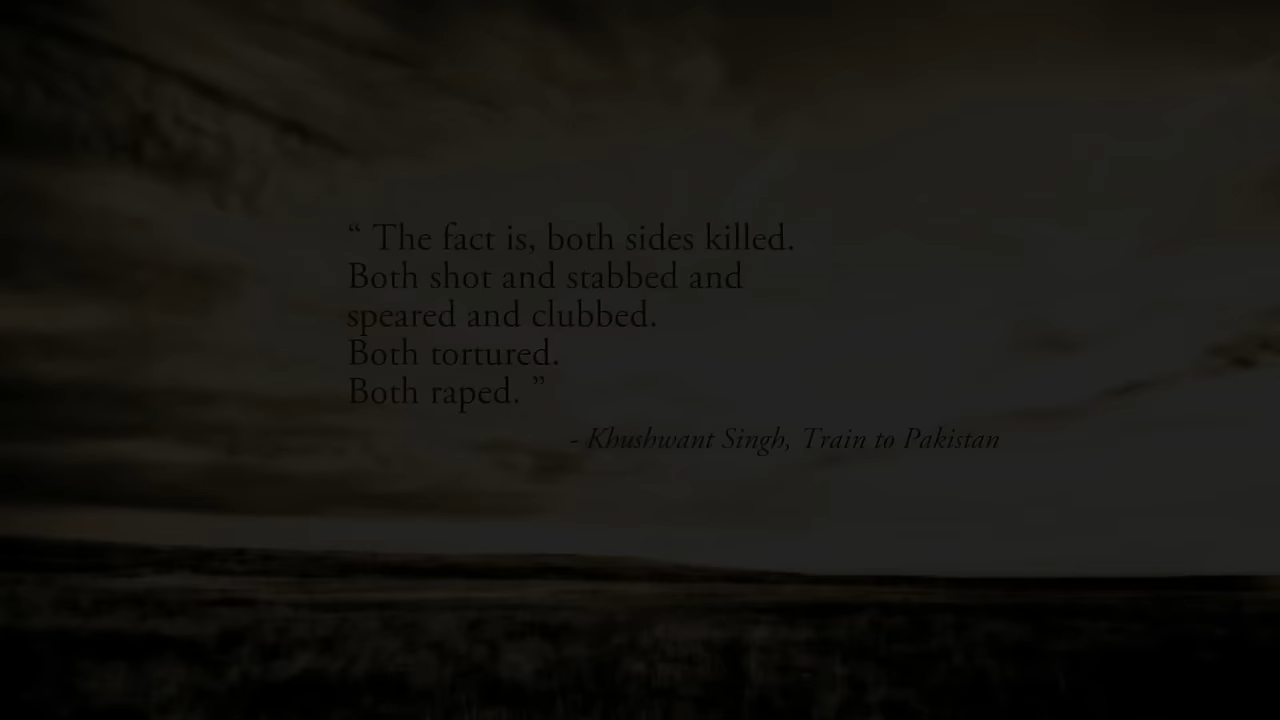 “ The fact is, both sides killed.
Both shot and stabbed and
speared and clubbed.
Both tortured.
Both raped. ”
- Khushwant Singh, Train to Pakistan